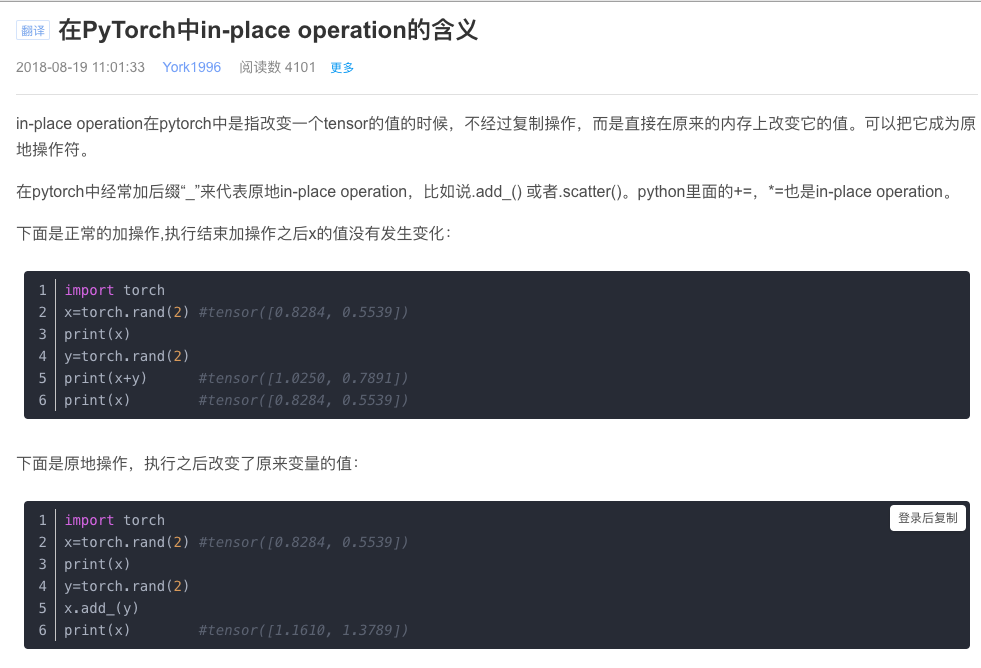 翻译 在PyTorch中in-place operation的含义
2018-08-19 11:01:33 York1996 阅读数 4101 更多
in-place operation在pytorch中是指改变一个tensor的值的时候，不经过复制操作，而是直接在原来的内存上改变它的值。可以把它成为原
地操作符。
在pytorch中经常加后缀“_”来代表原地in-place operation，比如说.add_() 或者.scatter()。python里面的+=，*=也是in-place operation。
下面是正常的加操作,执行结束加操作之后x的值没有发生变化：
1 import torch
2 x=torch.rand(2) #tensor([0.8284, 0.5539])
3 print(x)
4 y=torch.rand(2)
5 print(x+y) #tensor([1.0250, 0.7891])
6 print(x) #tensor([0.8284, 0.5539])
下面是原地操作，执行之后改变了原来变量的值：
登录后复制
1 import torch
2 x=torch.rand(2) #tensor([0.8284, 0.5539])
3 print(x)
4 y=torch.rand(2)
5 x.add_(y)
6 print(x) #tensor([1.1610, 1.3789])